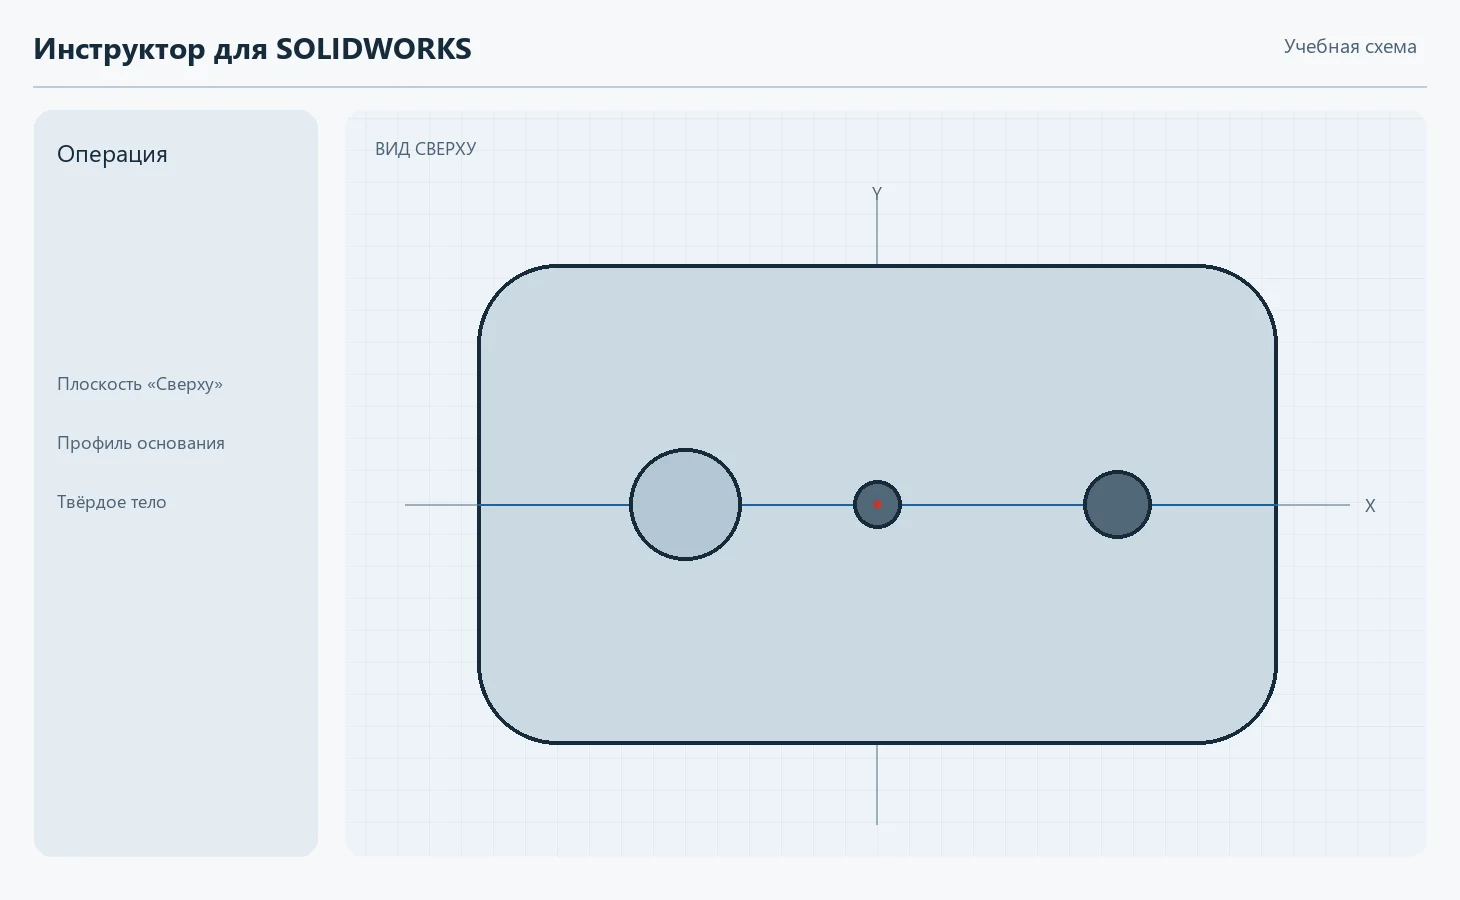 Инструктор для SOLIDWORKS
Учебная схема
Операция
Плоскость «Сверху»
Профиль основания
Твёрдое тело
ВИД СВЕРХУ
Y
X